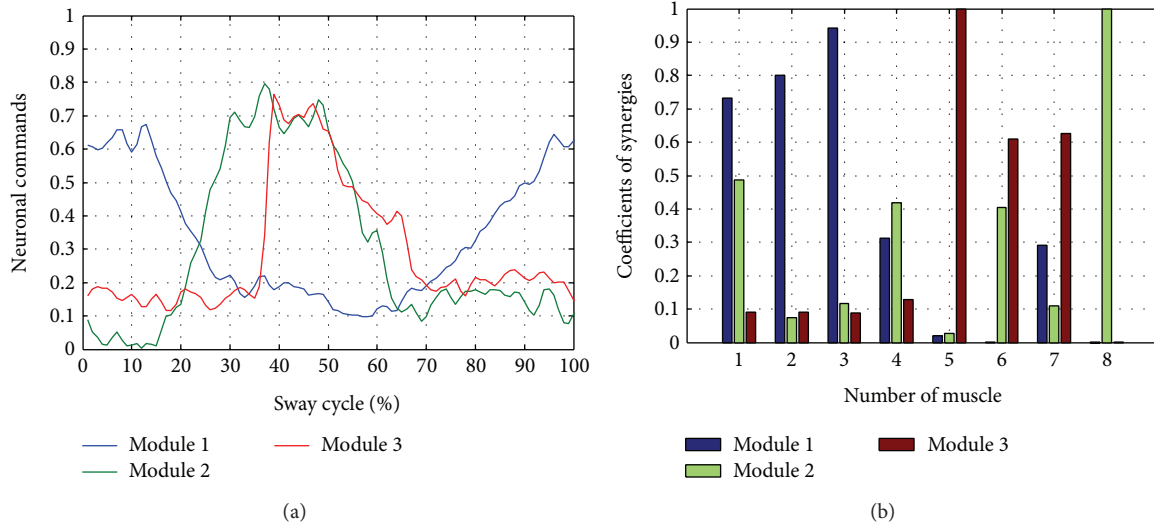 1
0.9
0.8
0.7
0.6
0.5
0.4
0.3
0.2
0.1
0
Neuronal commands
0 10 20 30 40 50 60 70 80 90 100
Sway cycle (%)
Module 1
Module 2
Module 3
(a)
1
0.9
0.8
0.7
0.6
0.5
0.4
0.3
0.2
0.1
0
Coefficients of synergies
1 2 3 4 5 6 7 8
Number of muscle
Module 1
Module 2
Module 3
(b)